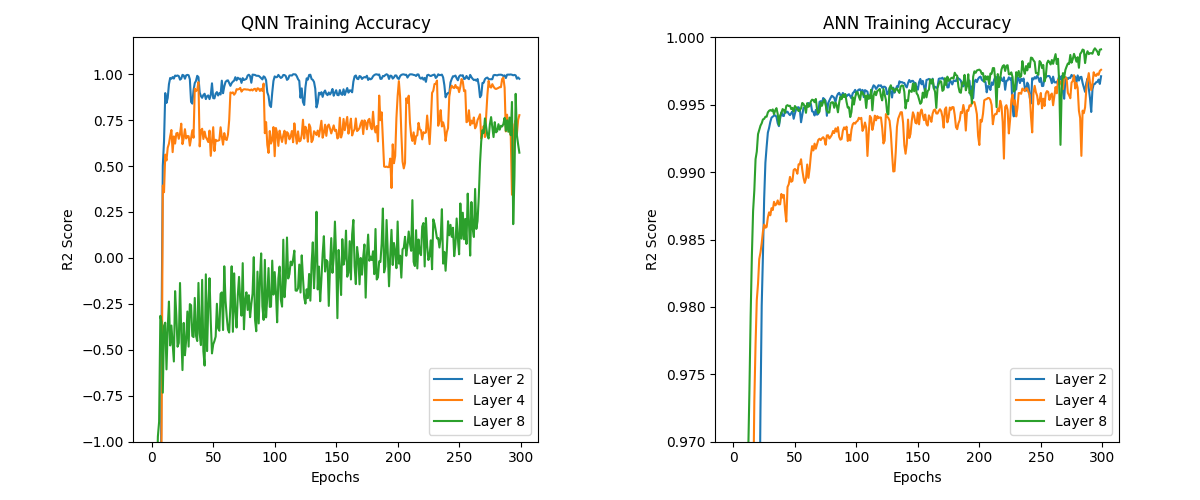 QNN Training Accuracy
R2 Score
1.00
0.75
0.50
0.25
0.00
−0.25
−0.50
−0.75
−1.00
0 50 100 150 200 250 300
Epochs
Layer 2
Layer 4
Layer 8
ANN Training Accuracy
R2 Score
1.000
0.995
0.990
0.985
0.980
0.975
0.970
0 50 100 150 200 250 300
Epochs
Layer 2
Layer 4
Layer 8